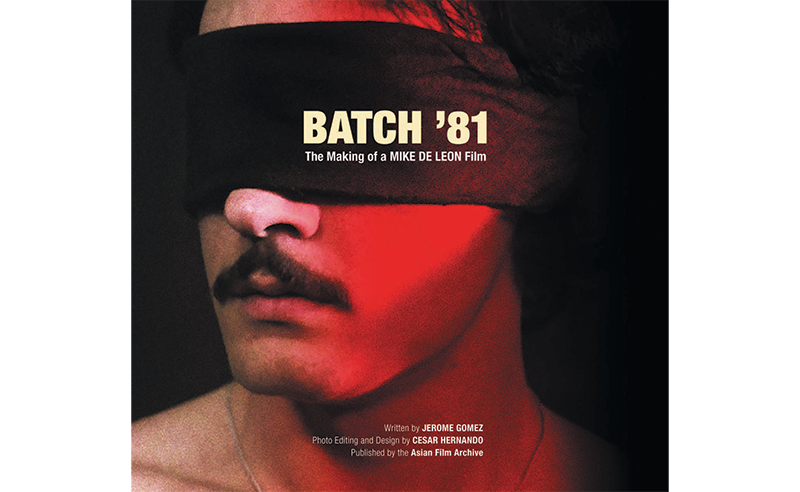 BATCH ’81
The Making of a MIKE DE LEON Film
Written by JEROME GOMEZ
Photo Editing and Design by CESAR HERNANDO
Published by the Asian Film Archive